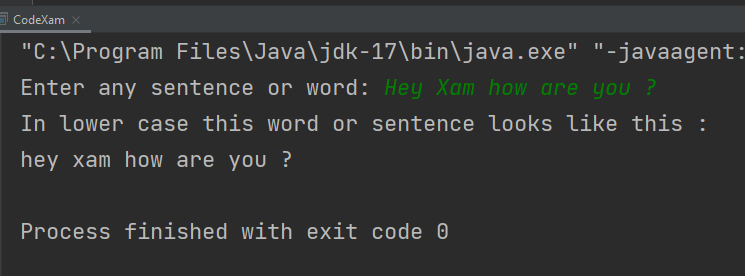 CodeXam
"C:\Program Files\Java\jdk-17\bin\java.exe" "-javaagent:
Enter any sentence or word: Hey Xam how are you ?
In lower case this word or sentence looks like this :
hey xam how are you ?
Process finished with exit code 0